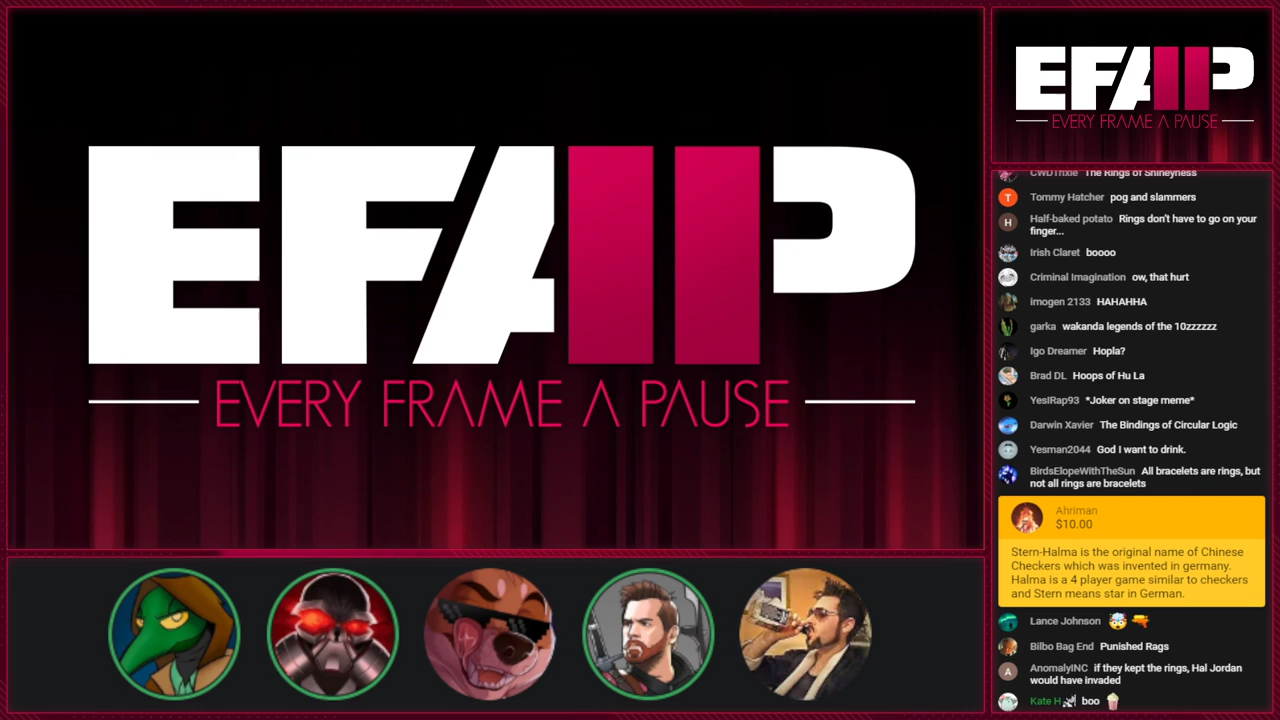 EFAP
EVERY FRAME A PAUSE
EFAP
EVERY FRAME A PAUSE
CWDTrixie The Rings of Shineyness
T Tommy Hatcher pog and slammers
H Half-baked potato Rings don't have to go on your
finger...
Irish Claret boooo
Criminal Imagination ow, that hurt
imogen 2133 HAHAHHA
garka wakanda legends of the 10zzzzzz
Igo Dreamer Hopla?
Brad DL Hoops of Hu La
YesIRap93 *Joker on stage meme*
Darwin Xavier The Bindings of Circular Logic
Yesman2044 God I want to drink.
BirdsElopeWithTheSun All bracelets are rings, but
not all rings are bracelets
Ahriman
$10.00
Stern-Halma is the original name of Chinese
Checkers which was invented in germany.
Halma is a 4 player game similar to checkers
and Stern means star in German.
Lance Johnson
Bilbo Bag End Punished Rags
A AnomalyINC if they kept the rings, Hal Jordan
would have invaded
Kate H boo